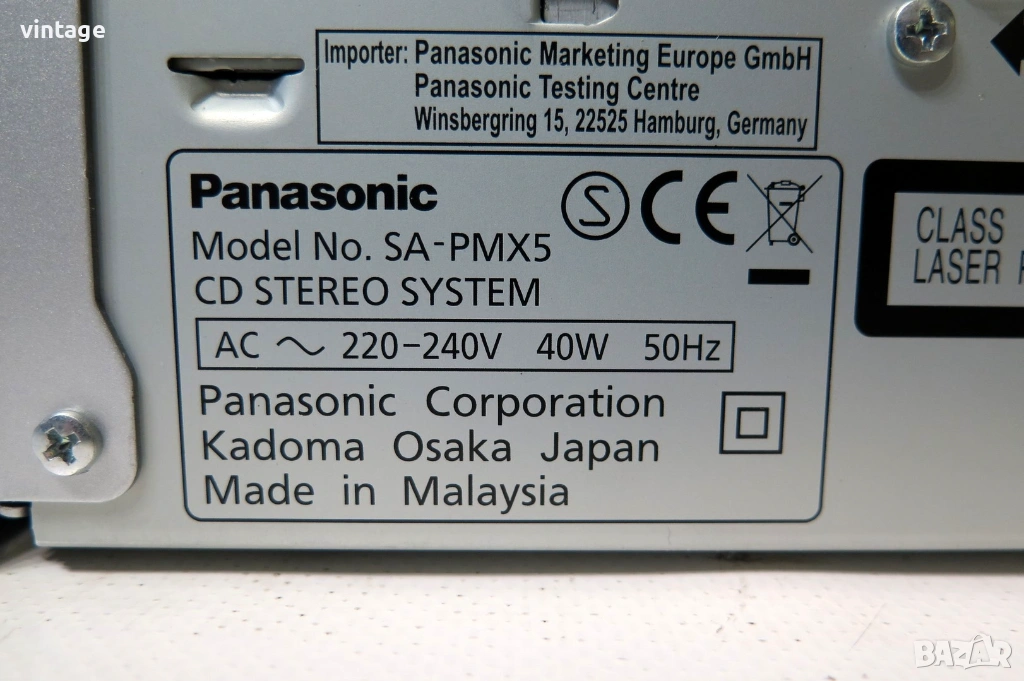 vintage
Importer: Panasonic Marketing Europe GmbH
Panasonic Testing Centre
Winsbergring 15, 22525 Hamburg, Germany
Panasonic
Model No. SA-PMX5
CD STEREO SYSTEM
S CE
AC ~ 220-240V 40W 50Hz
Panasonic Corporation
Kadoma Osaka Japan
Made in Malaysia
CLASS
LASER
BAZAR